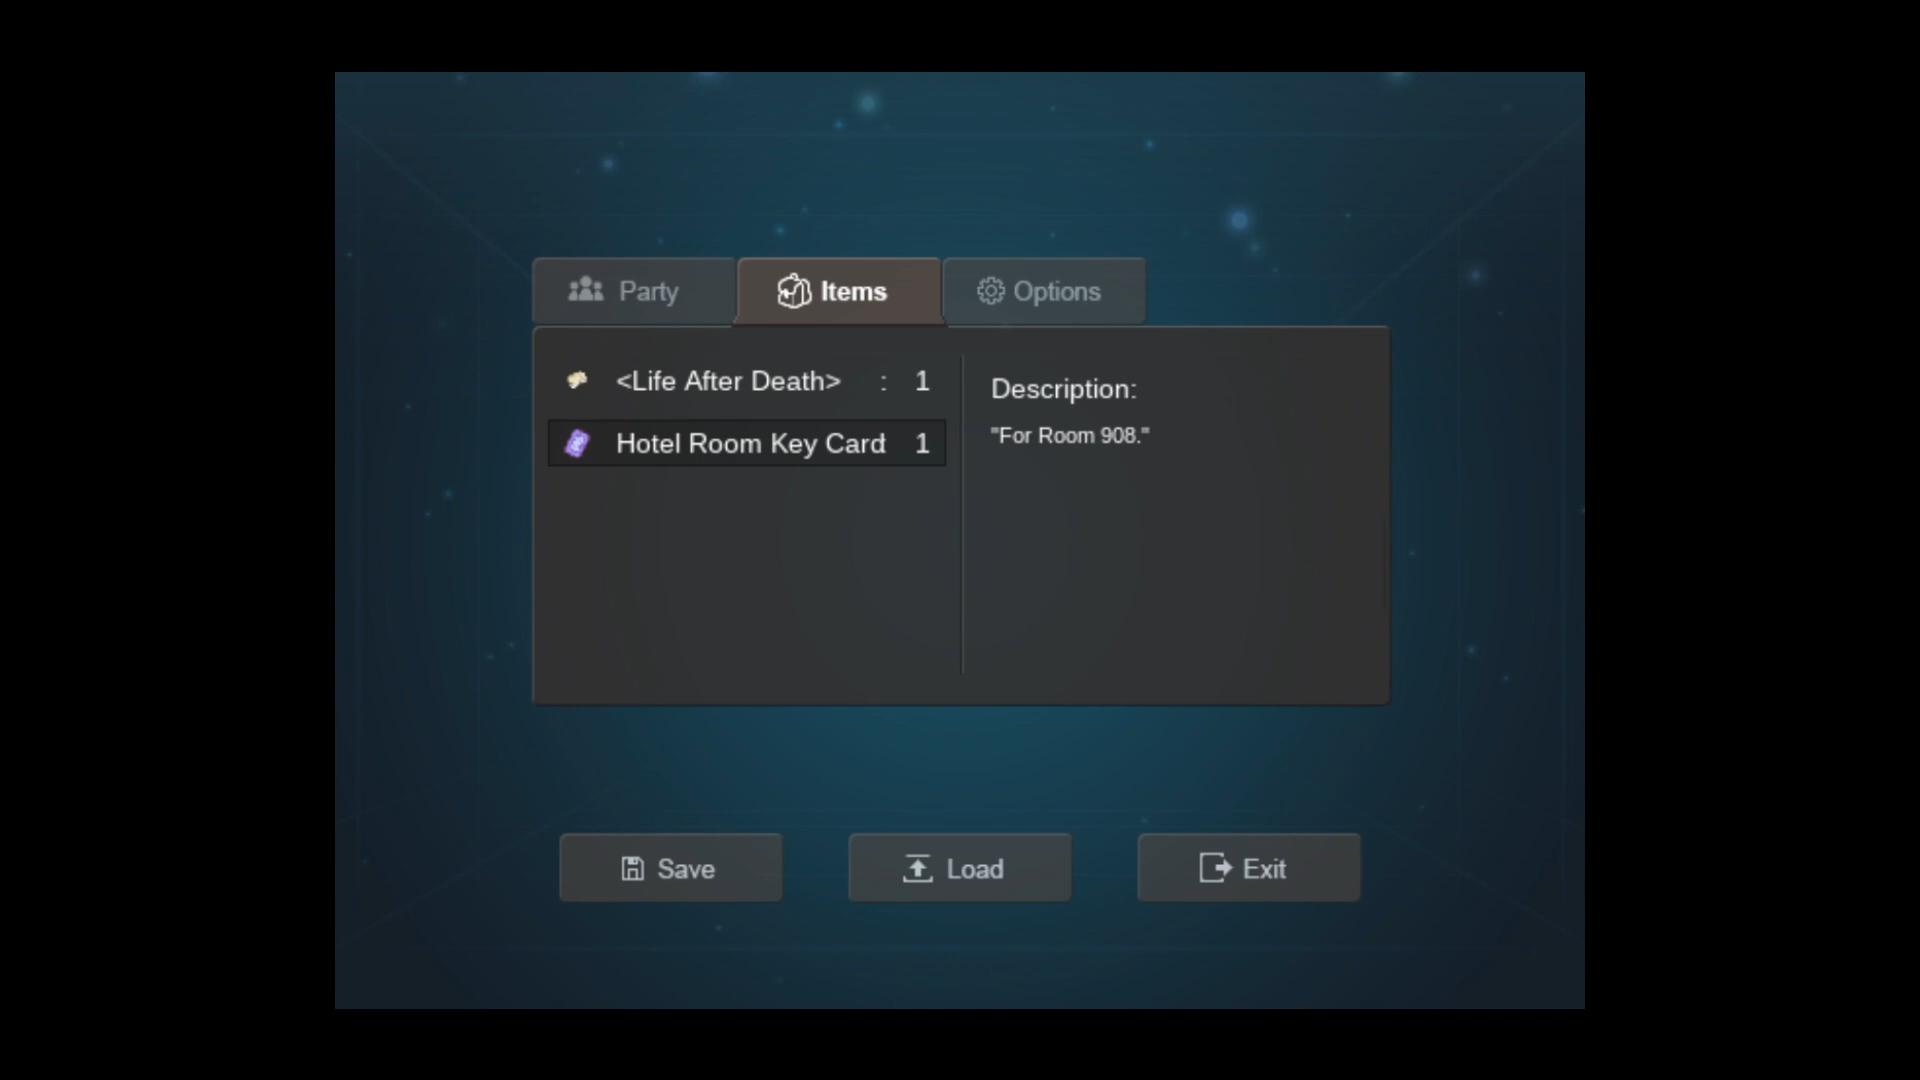 Party
Items
Options
<Life After Death> : 1
Hotel Room Key Card 1
Description:
"For Room 908."
Save
Load
Exit